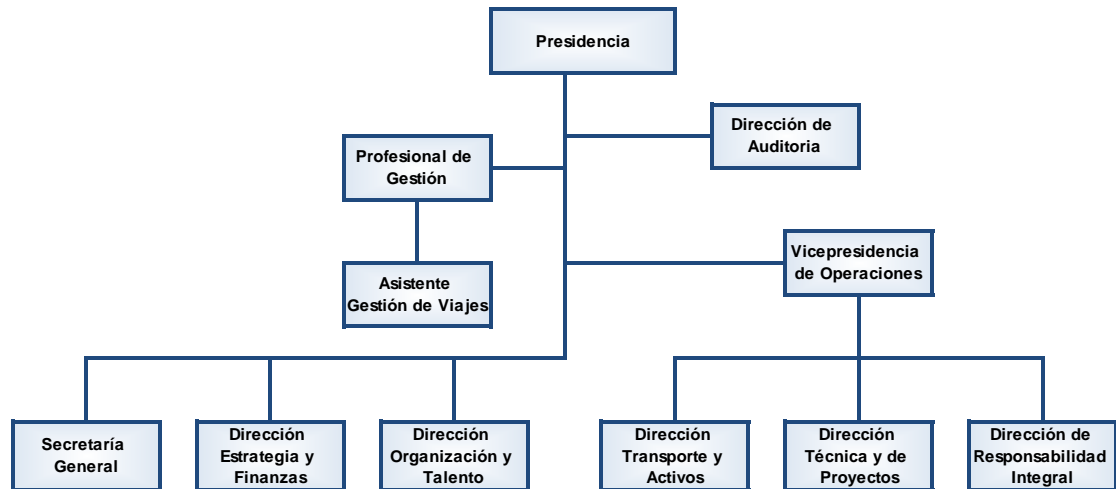 Presidencia
Dirección de
Auditoria
Profesional de
Gestión
Vicepresidencia
de Operaciones
Asistente
Gestión de Viajes
Secretaría
General
Dirección
Estrategia y
Finanzas
Dirección
Organización y
Talento
Dirección
Transporte y
Activos
Dirección
Técnica y de
Proyectos
Dirección de
Responsabilidad
Integral